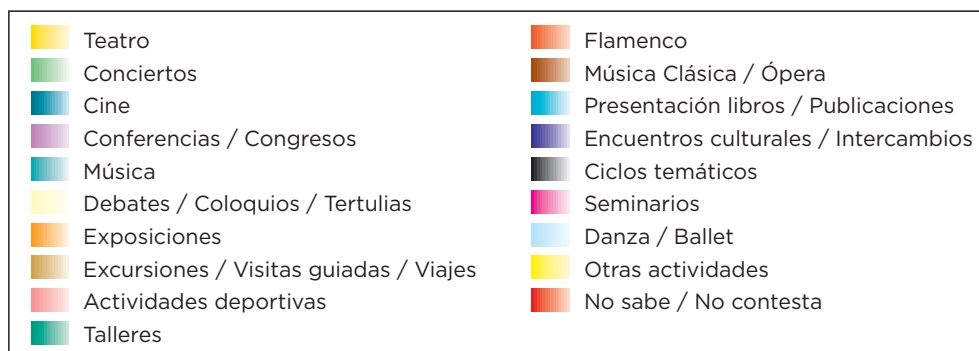 Teatro
Conciertos
Cine
Conferencias / Congresos
Música
Debates / Coloquios / Tertulias
Exposiciones
Excursiones / Visitas guiadas / Viajes
Actividades deportivas
Talleres
Flamenco
Música Clásica / Ópera
Presentación libros / Publicaciones
Encuentros culturales / Intercambios
Ciclos temáticos
Seminarios
Danza / Ballet
Otras actividades
No sabe / No contesta